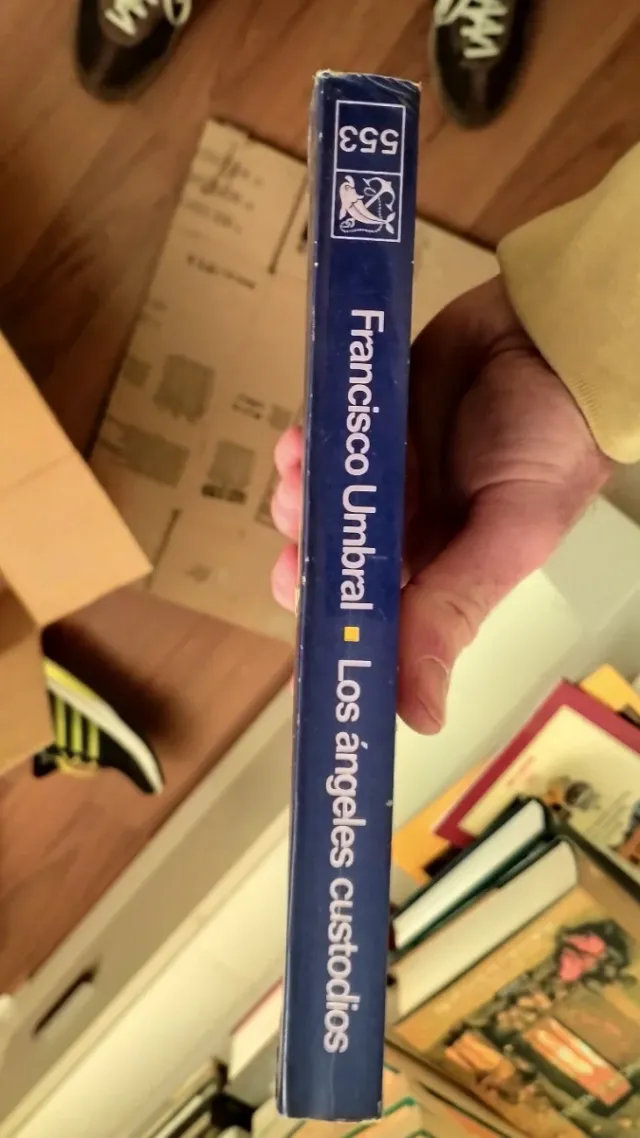 553
Francisco Umbral ▪ Los ángeles custodios